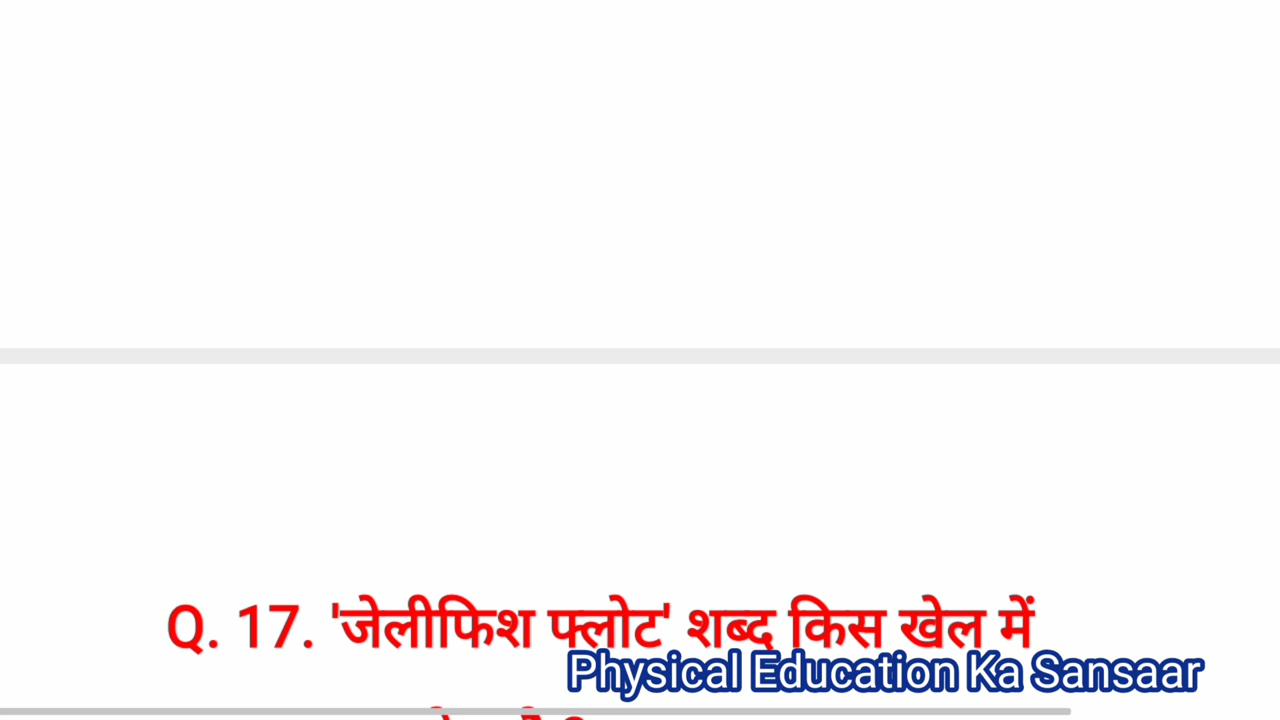 Q. 17. 'जेलीफिश फ्लोट' शब्द किस खेल में
Physical Education Ka Sansaar